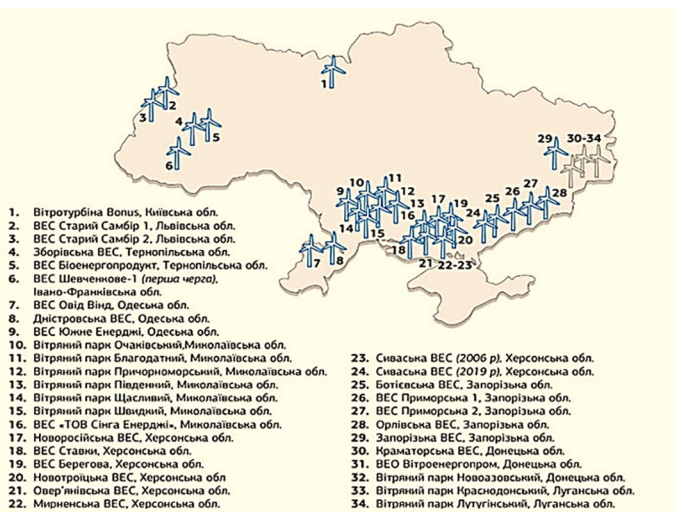 1
2
3
4
5
6
29
30-34
10
11
9
12
13
17
19
24
25
26
27
28
14
15
16
18
20
21
22-23
7
8
1. Вітротурбіна Bonus, Київська обл.
2. ВЕС Старий Самбір 1, Львівська обл.
3. ВЕС Старий Самбір 2, Львівська обл.
4. Зборівська ВЕС, Тернопільська обл.
5. ВЕС Біоенергопродукт, Тернопільська обл.
6. ВЕС Шевченкове-1 (перша черга),
Івано-Франківська обл.
7. ВЕС Овід Вінд, Одеська обл.
8. Дністровська ВЕС, Одеська обл.
9. ВЕС Южне Енерджі, Одеська обл.
10. Вітряний парк Очаківський,Миколаївська обл.
11. Вітряний парк Благодатний, Миколаївська обл.
12. Вітряний парк Причорноморський, Миколаївська обл.
13. Вітряний парк Південний, Миколаївська обл.
14. Вітряний парк Щасливий, Миколаївська обл.
15. Вітряний парк Швидкий, Миколаївська обл.
16. ВЕС «ТОВ Сінга Енерджі», Миколаївська обл.
17. Новоросійська ВЕС, Херсонська обл.
18. ВЕС Ставки, Херсонська обл.
19. ВЕС Берегова, Херсонська обл.
20. Новотроїцька ВЕС, Херсонська обл
21. Овер'янівська ВЕС, Херсонська обл.
22. Мирненська ВЕС, Херсонська обл.
23. Сиваська ВЕС (2006 р), Херсонська обл.
24. Сиваська ВЕС (2019 р), Херсонська обл.
25. Ботієвська ВЕС, Запорізька обл.
26. ВЕС Приморська 1, Запорізька обл.
27. ВЕС Приморська 2, Запорізька обл.
28. Орлівська ВЕС, Запорізька обл.
29. Запорізька ВЕС, Запорізька обл.
30. Краматорська ВЕС, Донецька обл.
31. ВЕО Вітроенергопром, Донецька обл.
32. Вітряний парк Новоазовський, Донецька обл.
33. Вітряний парк Краснодонський, Луганська обл.
34. Вітряний парк Лутугінський, Луганська обл.